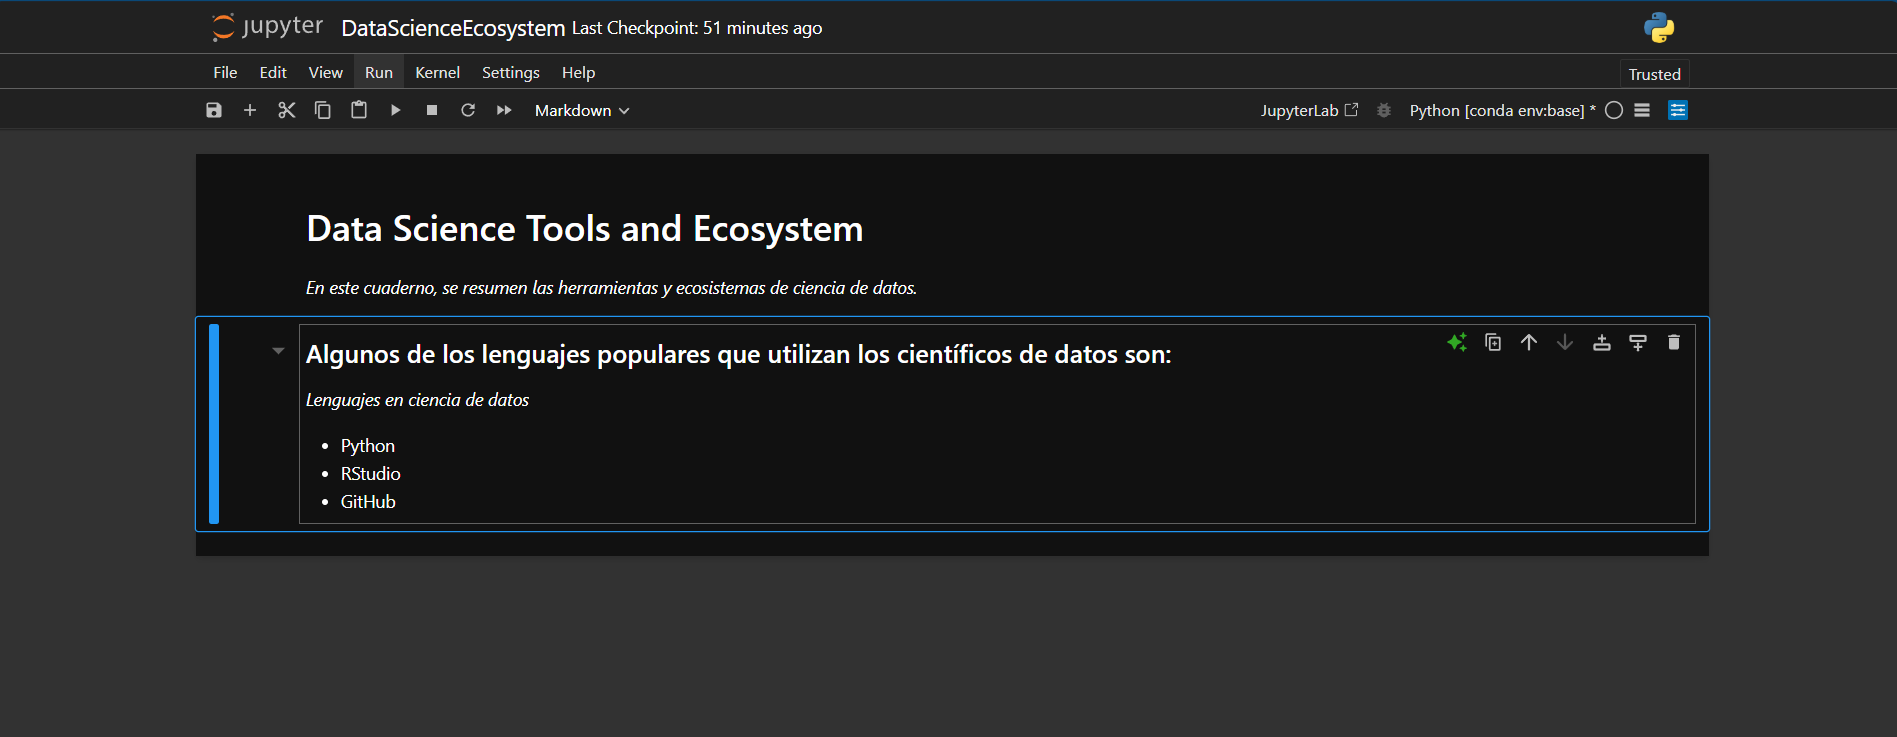 jupyter DataScienceEcosystem Last Checkpoint: 51 minutes ago
File Edit View Run Kernel Settings Help Trusted
Markdown JupyterLab Python [conda env:base] *
Data Science Tools and Ecosystem
En este cuaderno, se resumen las herramientas y ecosistemas de ciencia de datos.
Algunos de los lenguajes populares que utilizan los científicos de datos son:
Lenguajes en ciencia de datos
• Python
• RStudio
• GitHub